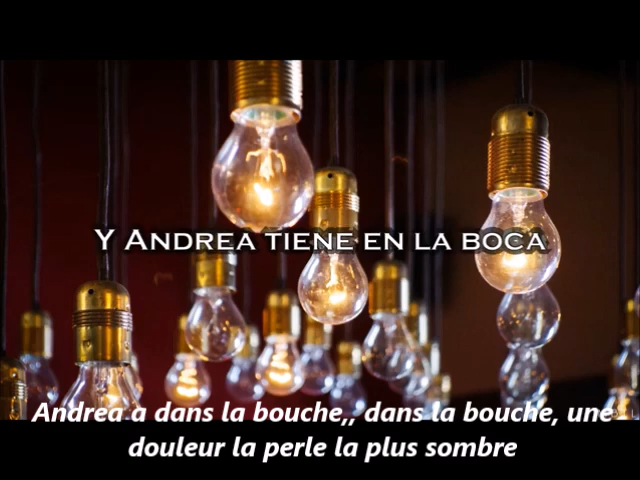 Y ANDREA TIENE EN LA BOCA
Andrea a dans la bouche,, dans la bouche, une
douleur la perle la plus sombre